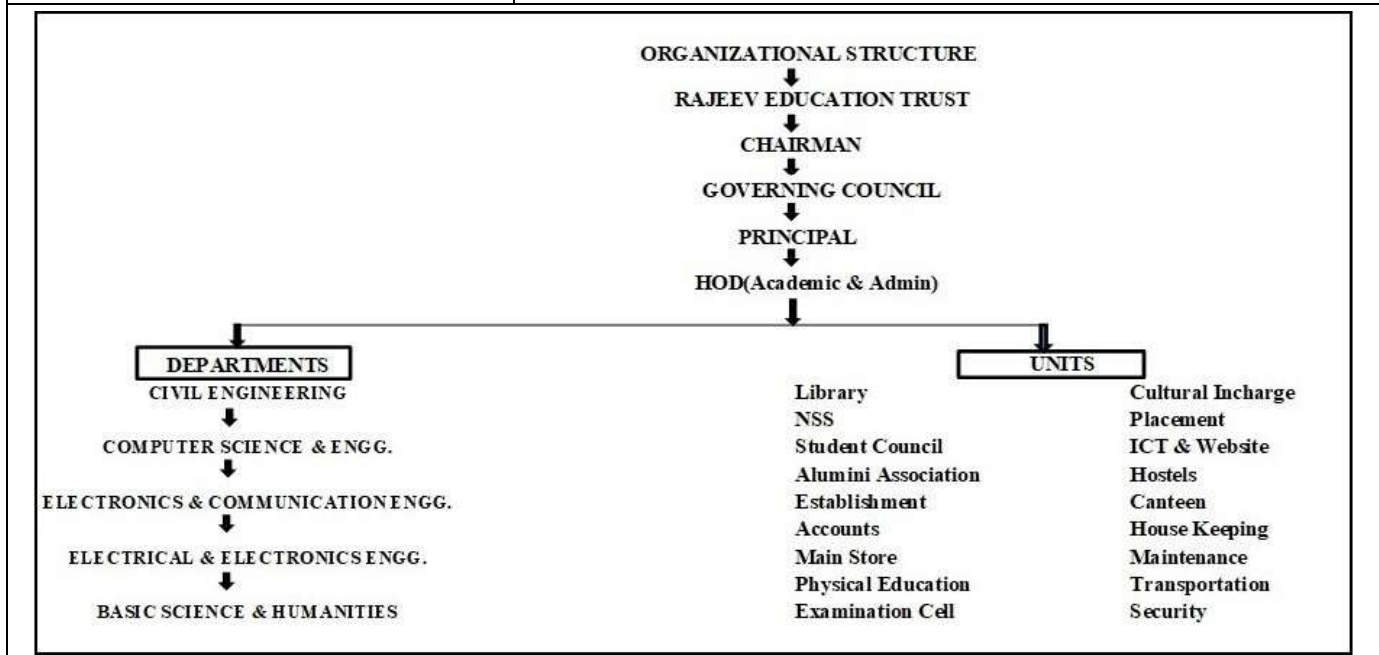 ORGANIZATIONAL STRUCTURE
RAJEEV EDUCATION TRUST
CHAIRMAN
GOVERNING COUNCIL
PRINCIPAL
HOD(Academic & Admin)
DEPARTMENTS
CIVIL ENGINEERING
COMPUTER SCIENCE & ENGG.
ELECTRONICS & COMMUNICATION ENGG.
ELECTRICAL & ELECTRONICS ENGG.
BASIC SCIENCE & HUMANITIES
UNITS
Library
NSS
Student Council
Alumini Association
Establishment
Accounts
Main Store
Physical Education
Examination Cell
Cultural Incharge
Placement
ICT & Website
Hostels
Canteen
House Keeping
Maintenance
Transportation
Security